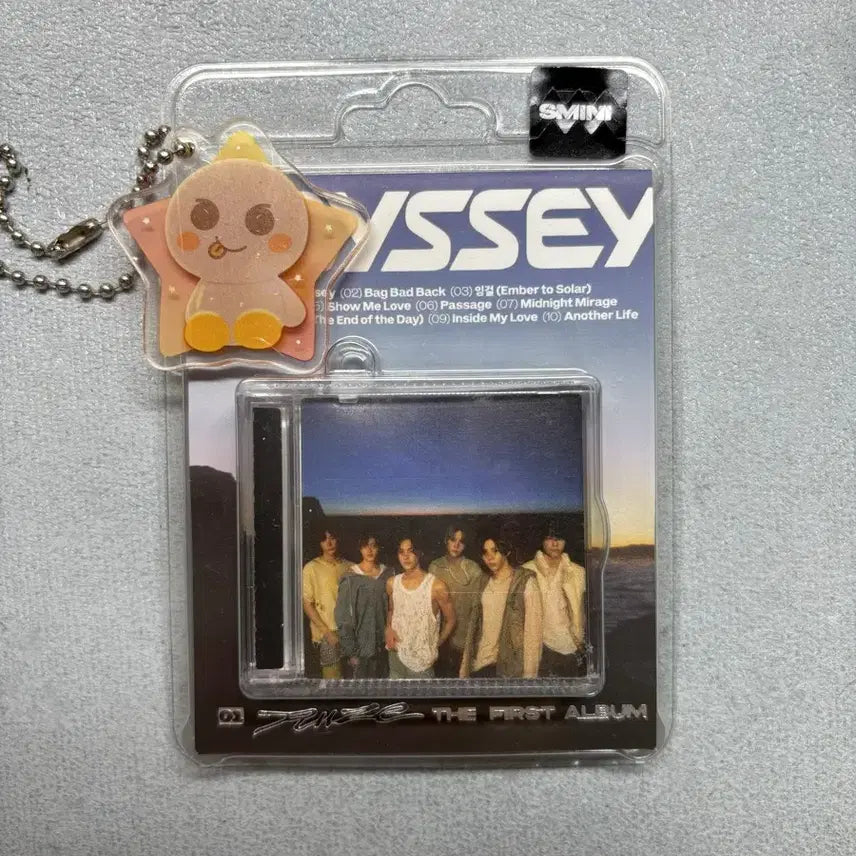 SMINI
YSSEY
sey (02) Bag Bad Back (03) 잉걸 (Ember to Solar)
Show Me Love (06) Passage (07) Midnight Mirage
The End of the Day) (09) Inside My Love (10) Another Life
01 RIIZE THE FIRST ALBUM